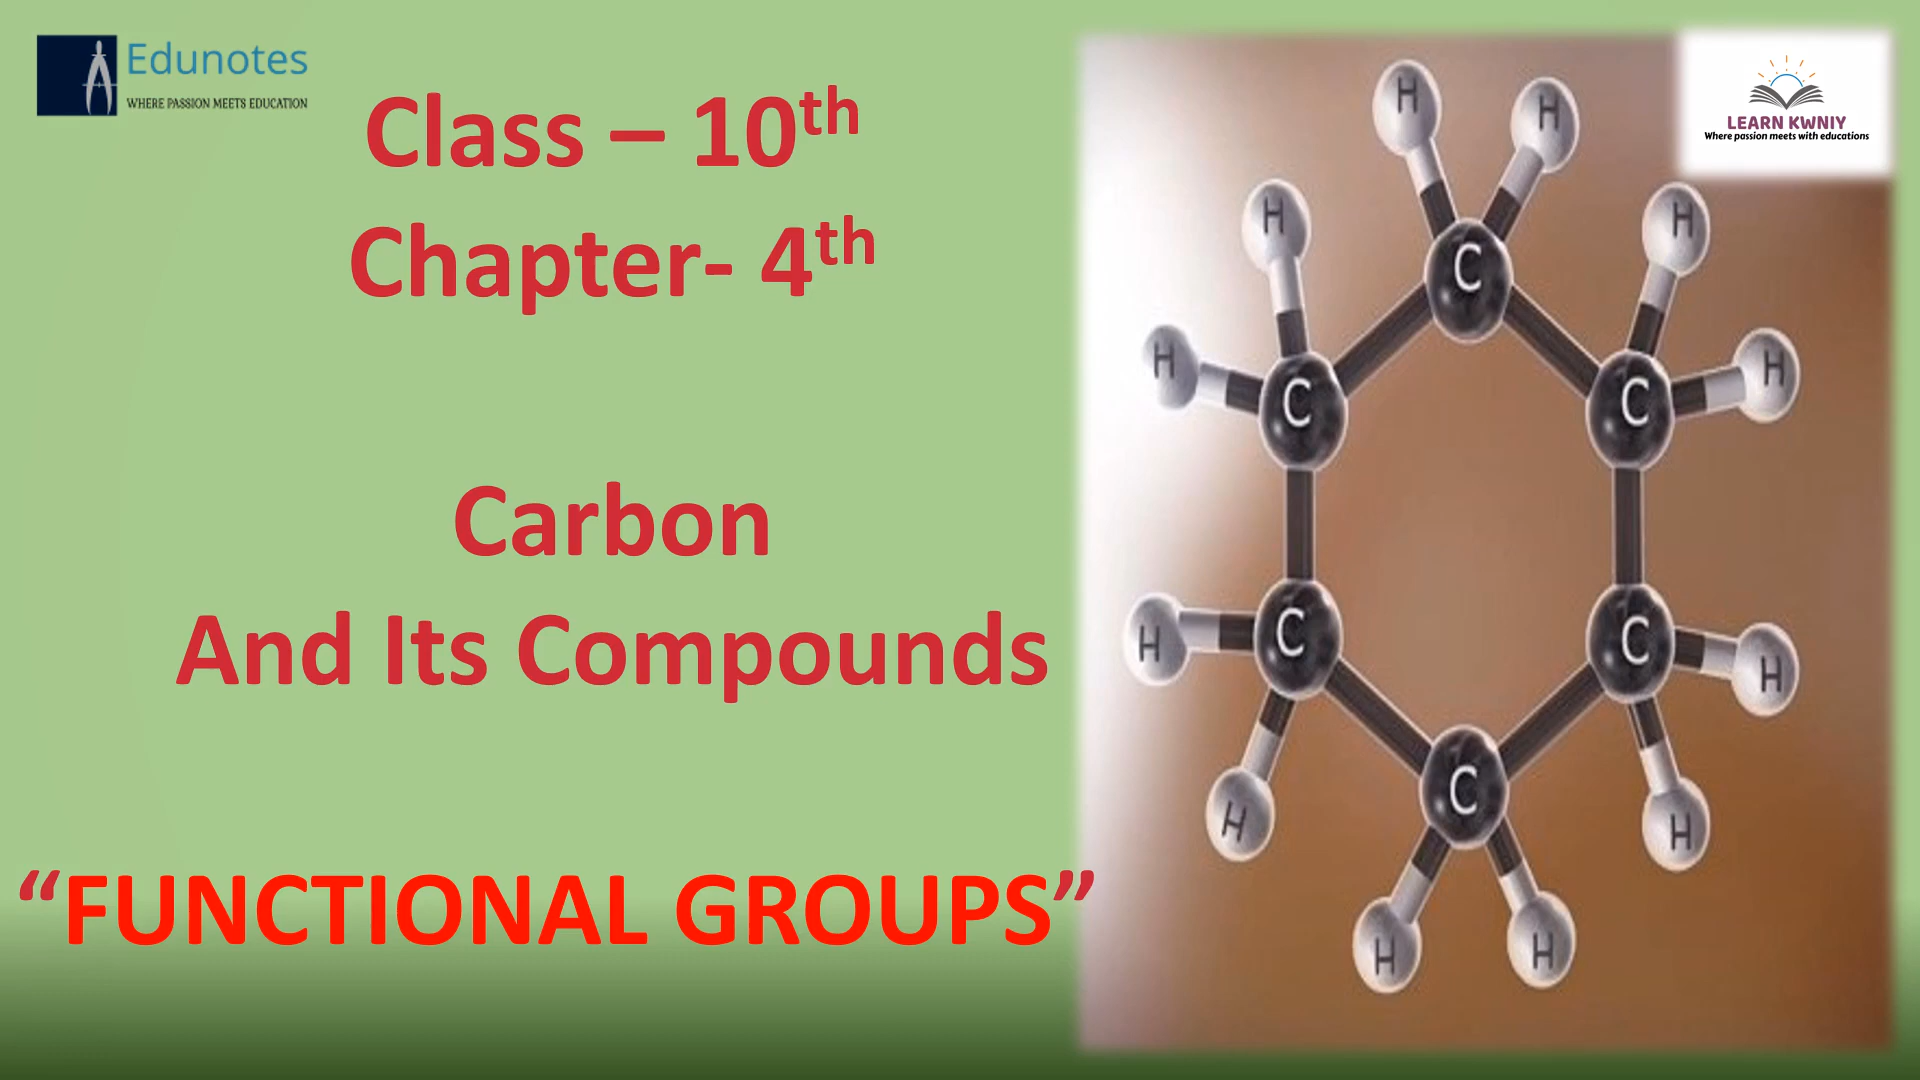 Edunotes
WHERE PASSION MEETS EDUCATION
Class – 10th
Chapter- 4th
Carbon
And Its Compounds
“FUNCTIONAL GROUPS”
LEARN KWNIY
Where passion meets with educations
H
H
H
H
C
H
H
C
C
C
C
H
H
C
H
H
H
H